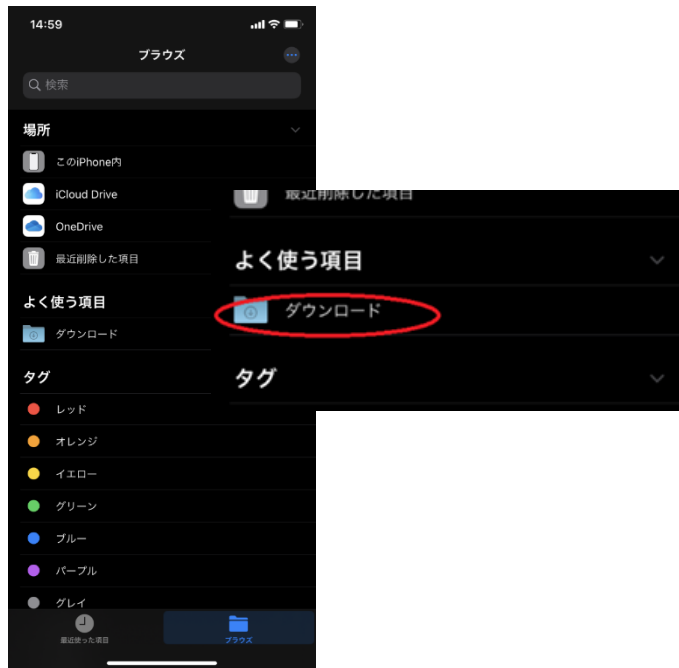 14:59
ブラウズ
検索
場所
このiPhone内
iCloud Drive
OneDrive
最近削除した項目
よく使う項目
ダウンロード
タグ
レッド
オレンジ
イエロー
グリーン
ブルー
パープル
グレイ
最近使った項目
ブラウズ
最近削除した項目
よく使う項目
ダウンロード
タグ